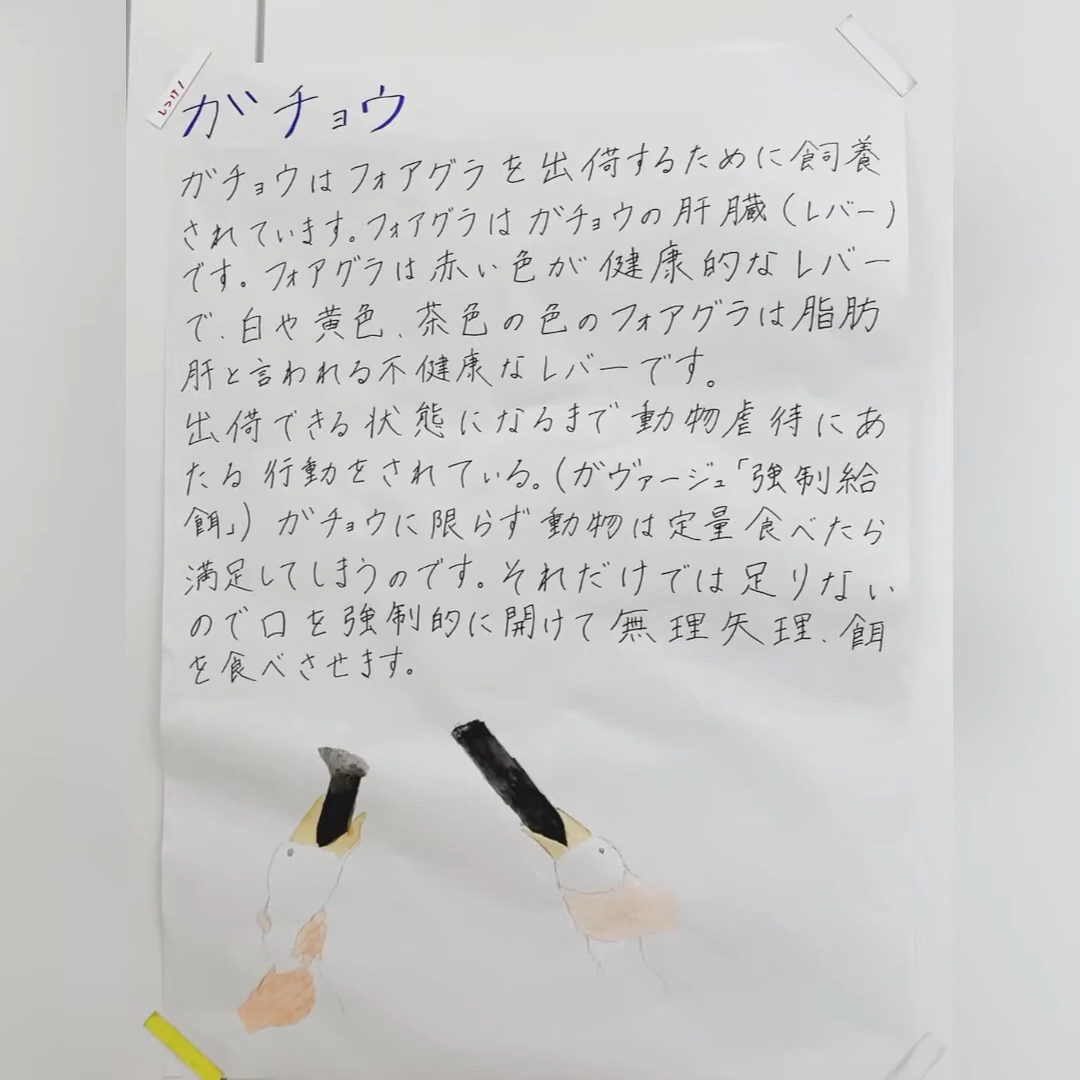 しつけ!
ガチョウ
ガチョウはフォアグラを出荷するために飼養
されています。フォアグラはガチョウの肝臓(レバー)
です。フォアグラは赤い色が健康的なレバー
で、白や黄色、茶色の色のフォアグラは脂肪
肝と言われる不健康なレバーです。
出荷できる状態になるまで動物虐待にあ
たる行動をされている。(ガヴァージュ「強制給
餌」)ガチョウに限らず動物は定量食べたら
満足してしまうのです。それだけでは足りない
ので口を強制的に開けて無理矢理、餌
を食べさせます。